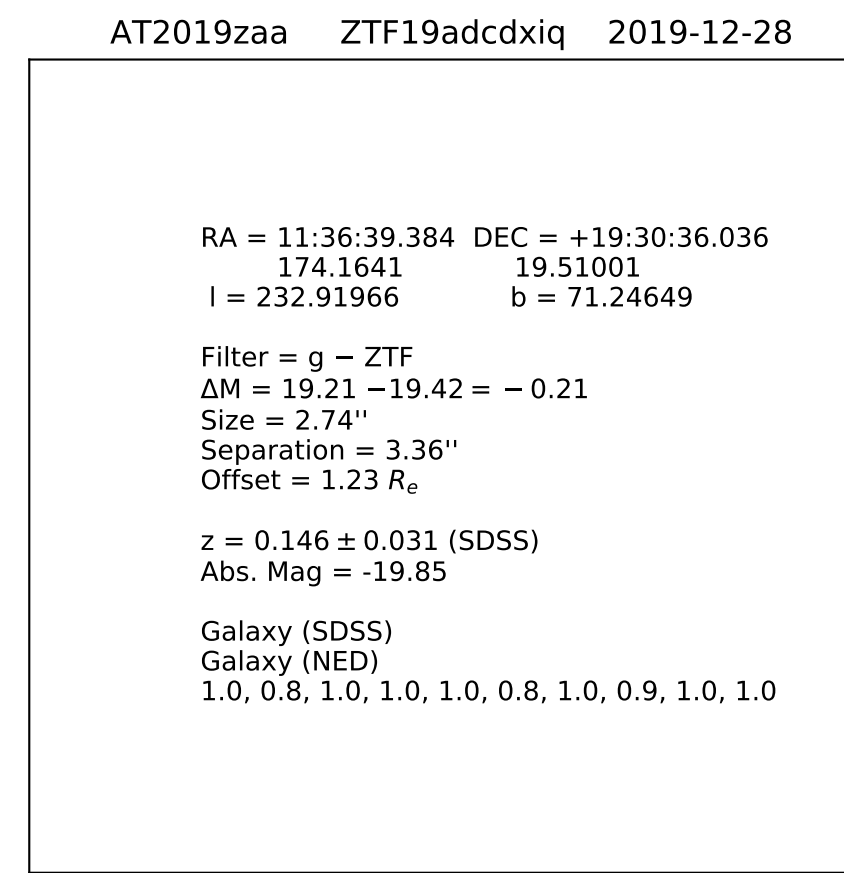 AT2019zaa ZTF19adcdxiq 2019-12-28
RA = 11:36:39.384 DEC = +19:30:36.036
174.1641 19.51001
l = 232.91966 b = 71.24649
Filter = g − ZTF
ΔM = 19.21 −19.42 = − 0.21
Size = 2.74''
Separation = 3.36''
Offset = 1.23 Rₑ
z = 0.146 ± 0.031 (SDSS)
Abs. Mag = -19.85
Galaxy (SDSS)
Galaxy (NED)
1.0, 0.8, 1.0, 1.0, 1.0, 0.8, 1.0, 0.9, 1.0, 1.0